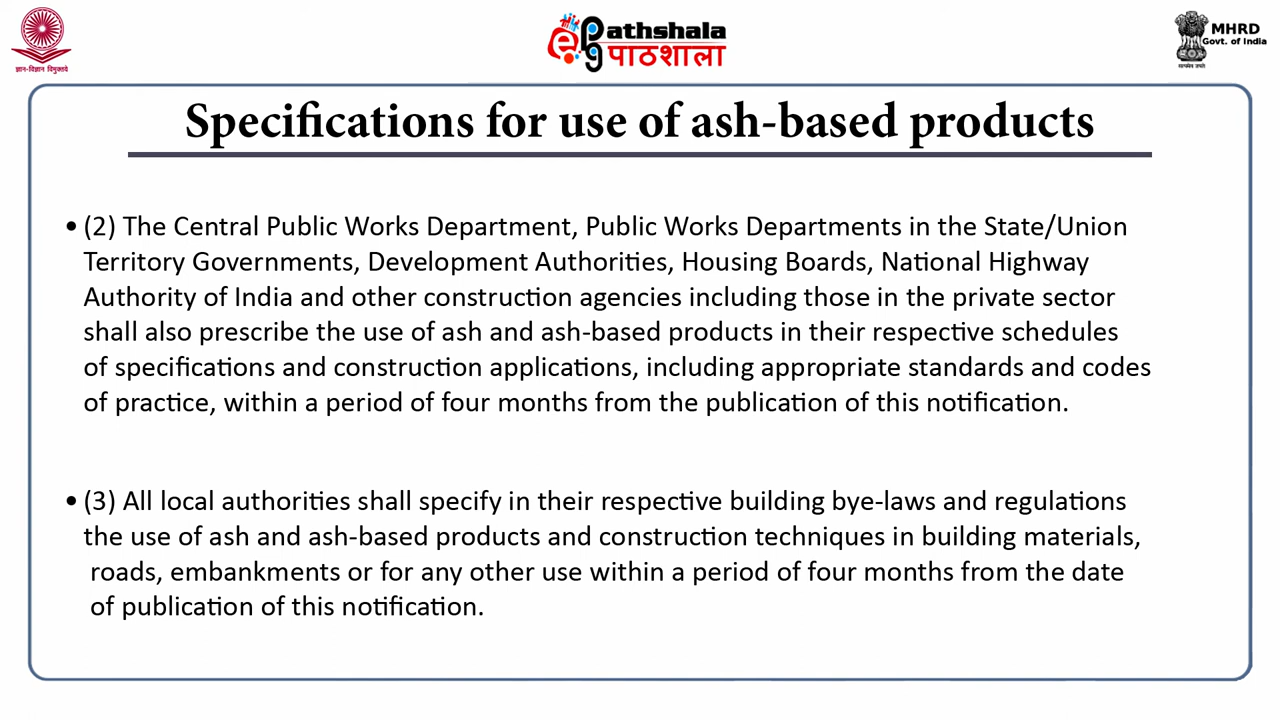 ज्ञान-विज्ञान विमुक्तये
epg
athshala
पाठशाला
MHRD
Govt. of India
सत्यमेव जयते
Specifications for use of ash-based products
• (2) The Central Public Works Department, Public Works Departments in the State/Union
Territory Governments, Development Authorities, Housing Boards, National Highway
Authority of India and other construction agencies including those in the private sector
shall also prescribe the use of ash and ash-based products in their respective schedules
of specifications and construction applications, including appropriate standards and codes
of practice, within a period of four months from the publication of this notification.
• (3) All local authorities shall specify in their respective building bye-laws and regulations
the use of ash and ash-based products and construction techniques in building materials,
roads, embankments or for any other use within a period of four months from the date
of publication of this notification.